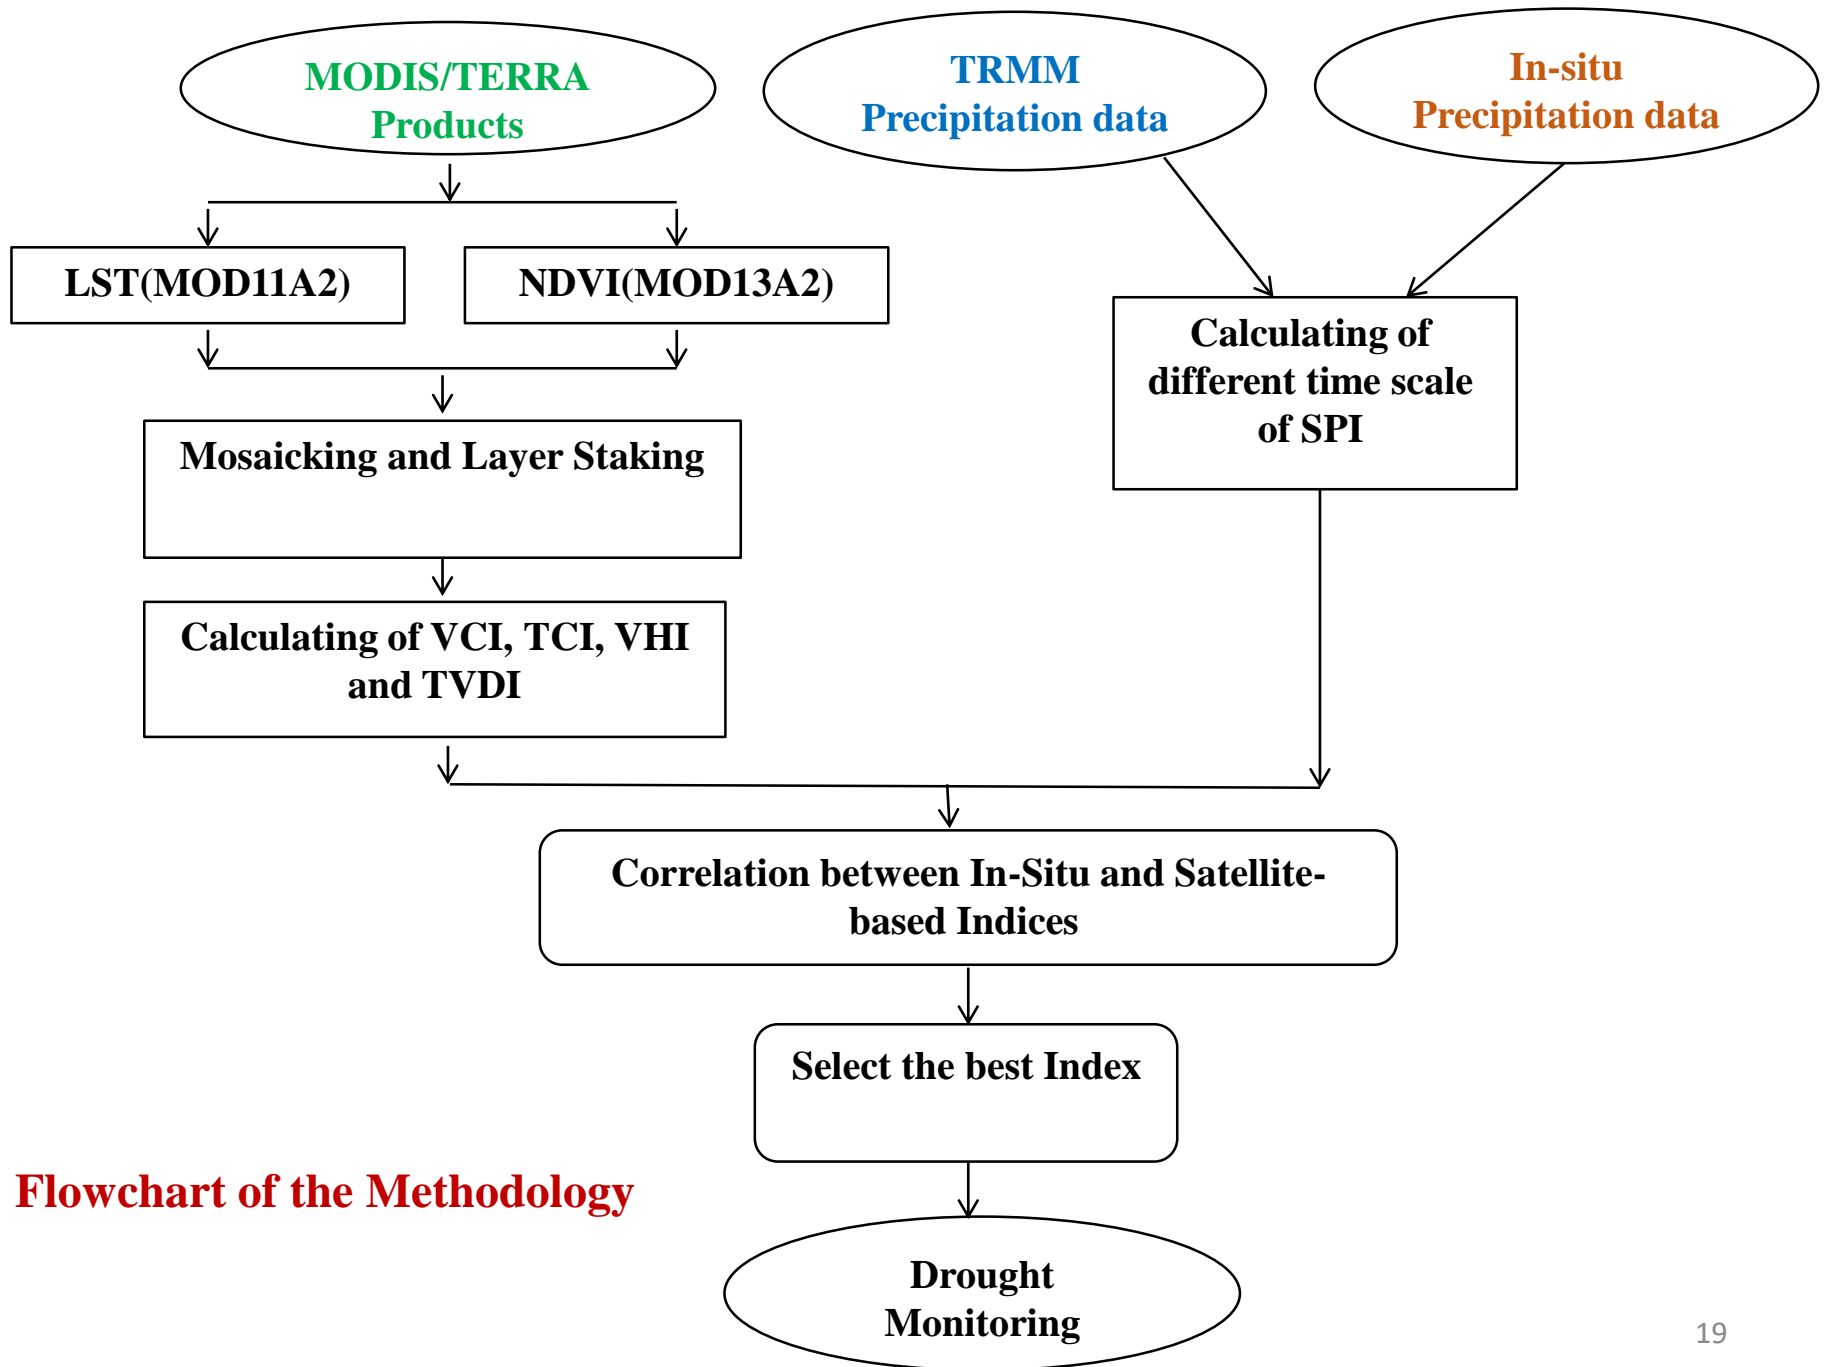 MODIS/TERRA
Products
TRMM
Precipitation data
In-situ
Precipitation data
LST(MOD11A2)
NDVI(MOD13A2)
Calculating of
different time scale
of SPI
Mosaicking and Layer Staking
Calculating of VCI, TCI, VHI
and TVDI
Correlation between In-Situ and Satellite-
based Indices
Select the best Index
Flowchart of the Methodology
Drought
Monitoring
19